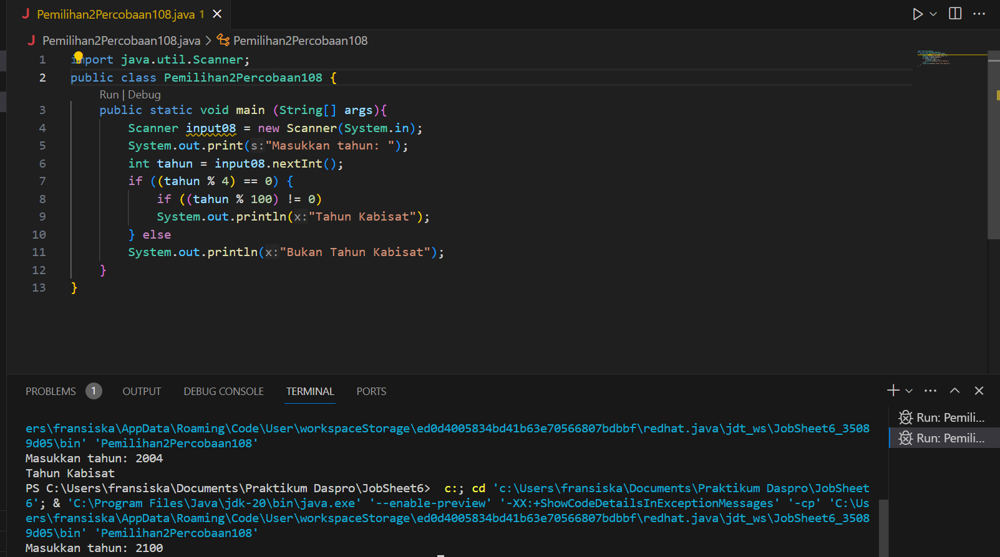 J Pemilihan2Percobaan108.java 1
J Pemilihan2Percobaan108.java > Pemilihan2Percobaan108
1 import java.util.Scanner;
2 public class Pemilihan2Percobaan108 {
Run | Debug
3 public static void main (String[] args){
4 Scanner input08 = new Scanner(System.in);
5 System.out.print(s:"Masukkan tahun: ");
6 int tahun = input08.nextInt();
7 if ((tahun % 4) == 0) {
8 if ((tahun % 100) != 0)
9 System.out.println(x:"Tahun Kabisat");
10 } else
11 System.out.println(x:"Bukan Tahun Kabisat");
12 }
13 }
PROBLEMS 1 OUTPUT DEBUG CONSOLE TERMINAL PORTS
ers\fransiska\AppData\Roaming\Code\User\workspaceStorage\ed0d4005834bd41b63e70566807bdbbf\redhat.java\jdt_ws\JobSheet6_3508
9d05\bin' 'Pemilihan2Percobaan108'
Masukkan tahun: 2004
Tahun Kabisat
PS C:\Users\fransiska\Documents\Praktikum Daspro\JobSheet6> c:; cd 'c:\Users\fransiska\Documents\Praktikum Daspro\JobSheet
6'; & 'C:\Program Files\Java\jdk-20\bin\java.exe' '--enable-preview' '-XX:+ShowCodeDetailsInExceptionMessages' '-cp' 'C:\Us
ers\fransiska\AppData\Roaming\Code\User\workspaceStorage\ed0d4005834bd41b63e70566807bdbbf\redhat.java\jdt_ws\JobSheet6_3508
9d05\bin' 'Pemilihan2Percobaan108'
Masukkan tahun: 2100
Run: Pemili...
Run: Pemili...